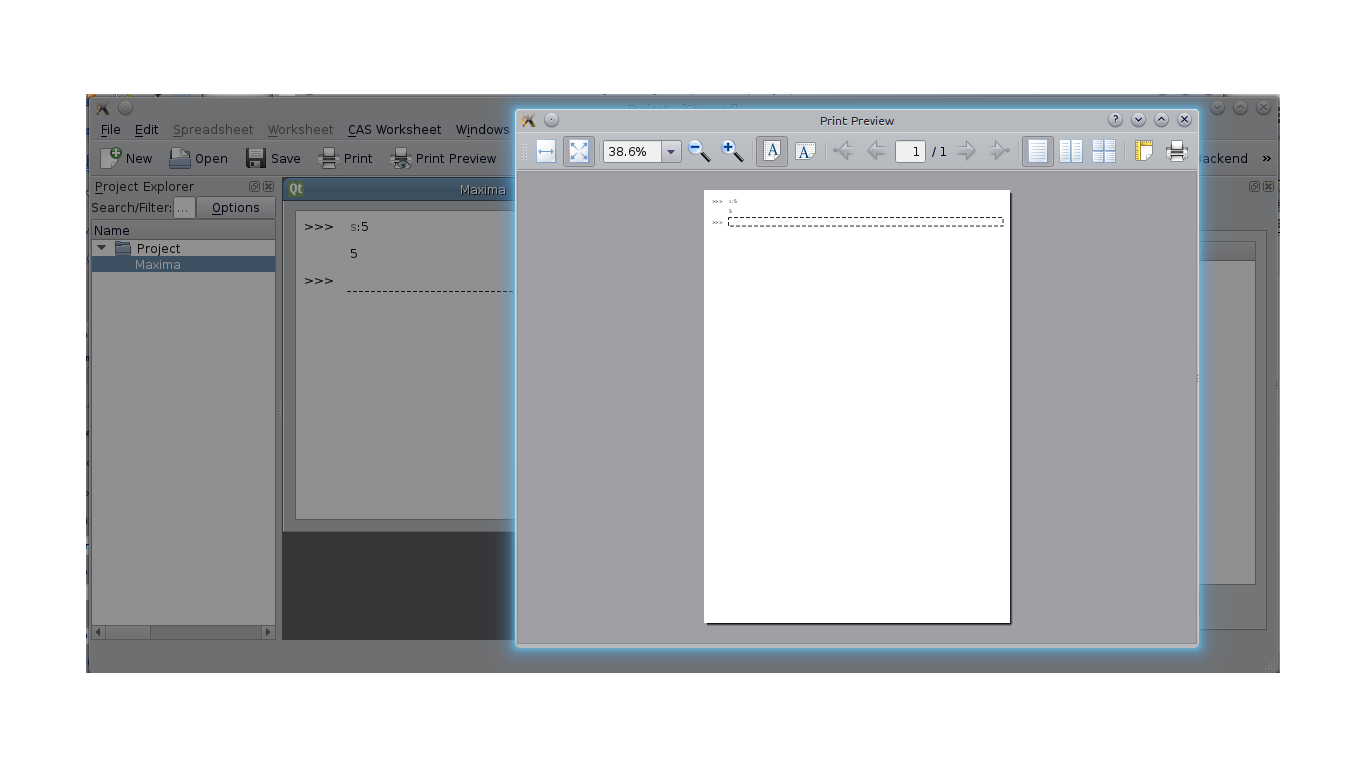 File Edit Spreadsheet Worksheet CAS Worksheet Windows
New Open Save Print Print Preview
Backend »
Project Explorer
Search/Filter: ... Options
Name
Project
Maxima
Qt Maxima
>>> s:5
5
>>>
Print Preview
?
38.6% A A 1 / 1
>>> s:5
5
>>>